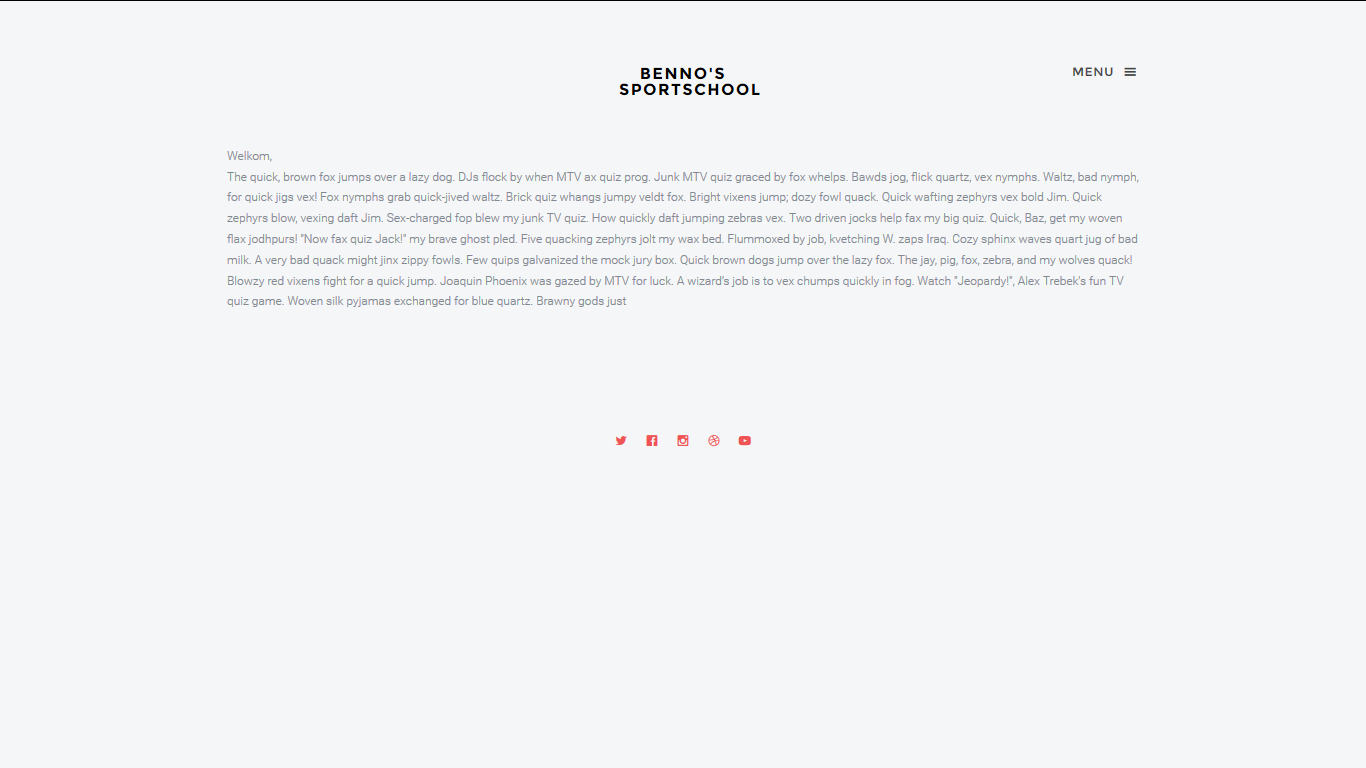 BENNO'S
SPORTSCHOOL
MENU
Welkom,
The quick, brown fox jumps over a lazy dog. DJs flock by when MTV ax quiz prog. Junk MTV quiz graced by fox whelps. Bawds jog, flick quartz, vex nymphs. Waltz, bad nymph,
for quick jigs vex! Fox nymphs grab quick-jived waltz. Brick quiz whangs jumpy veldt fox. Bright vixens jump; dozy fowl quack. Quick wafting zephyrs vex bold Jim. Quick
zephyrs blow, vexing daft Jim. Sex-charged fop blew my junk TV quiz. How quickly daft jumping zebras vex. Two driven jocks help fax my big quiz. Quick, Baz, get my woven
flax jodhpurs! "Now fax quiz Jack!" my brave ghost pled. Five quacking zephyrs jolt my wax bed. Flummoxed by job, kvetching W. zaps Iraq. Cozy sphinx waves quart jug of bad
milk. A very bad quack might jinx zippy fowls. Few quips galvanized the mock jury box. Quick brown dogs jump over the lazy fox. The jay, pig, fox, zebra, and my wolves quack!
Blowzy red vixens fight for a quick jump. Joaquin Phoenix was gazed by MTV for luck. A wizard's job is to vex chumps quickly in fog. Watch "Jeopardy!", Alex Trebek's fun TV
quiz game. Woven silk pyjamas exchanged for blue quartz. Brawny gods just